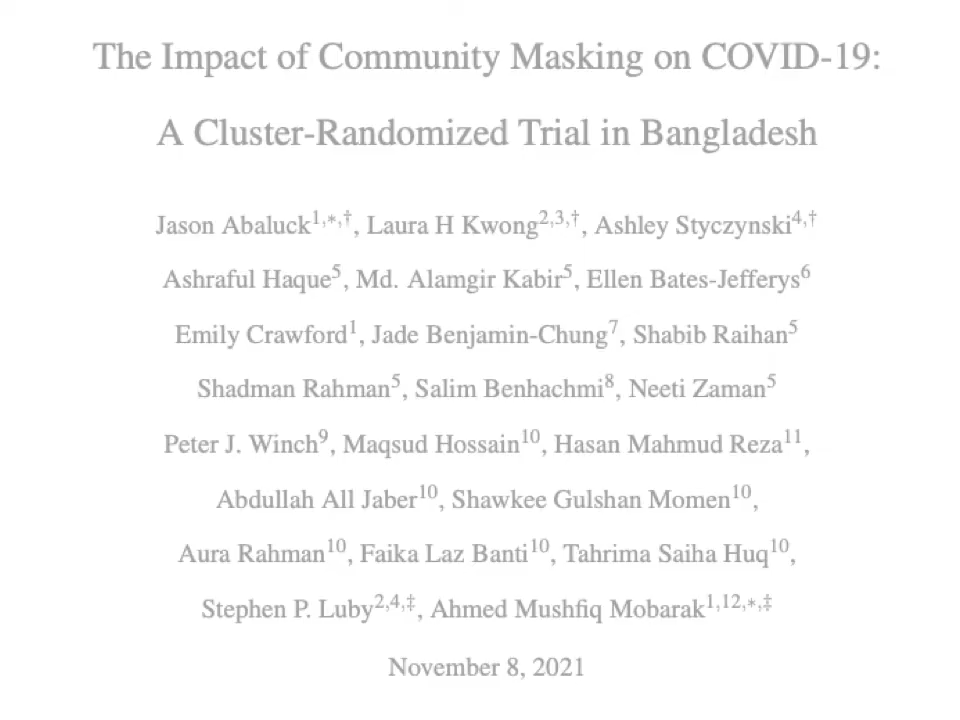 The Impact of Community Masking on COVID-19:
A Cluster-Randomized Trial in Bangladesh
Jason Abaluck1,∗,†, Laura H Kwong2,3,†, Ashley Styczynski4,†
Ashraful Haque5, Md. Alamgir Kabir5, Ellen Bates-Jefferys6
Emily Crawford1, Jade Benjamin-Chung7, Shabib Raihan5
Shadman Rahman5, Salim Benhachmi8, Neeti Zaman5
Peter J. Winch9, Maqsud Hossain10, Hasan Mahmud Reza11,
Abdullah All Jaber10, Shawkee Gulshan Momen10,
Aura Rahman10, Faika Laz Banti10, Tahrima Saiha Huq10,
Stephen P. Luby2,4,‡, Ahmed Mushfiq Mobarak1,12,∗,‡
November 8, 2021